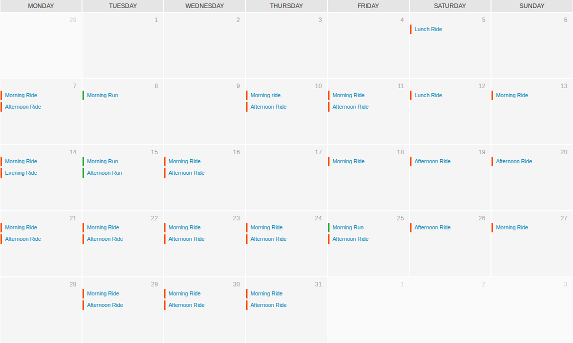 MONDAY TUESDAY WEDNESDAY THURSDAY FRIDAY SATURDAY SUNDAY
1 2 3 4 5 6
Lunch Ride
7 8 9 10 11 12 13
Morning Ride Morning Run Morning ride Morning Ride Lunch Ride Morning Ride
Afternoon Ride Afternoon Ride Afternoon Ride
14 15 16 17 18 19 20
Morning Ride Morning Run Morning Ride Morning Ride Afternoon Ride Afternoon Ride
Evening Ride Afternoon Run Afternoon Ride
21 22 23 24 25 26 27
Morning Ride Morning Ride Morning Ride Morning Ride Morning Run Afternoon Ride Morning Ride
Afternoon Ride Afternoon Ride Afternoon Ride Afternoon Ride Afternoon Ride
28 29 30 31 1 2 3
Morning Ride Morning Ride Morning Ride
Afternoon Ride Afternoon Ride Afternoon Ride